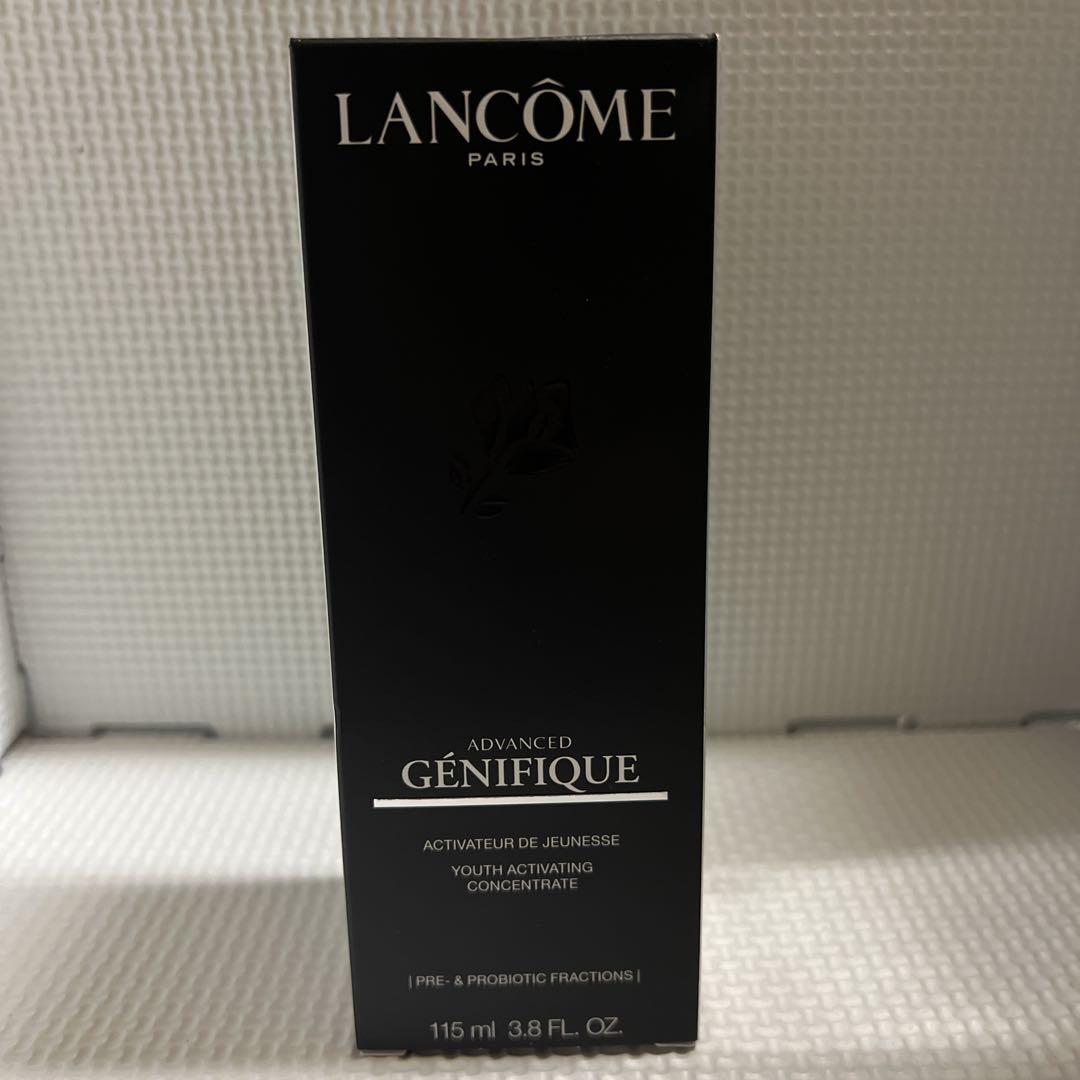 LANCÔME
PARIS
ADVANCED
GÉNIFIQUE
ACTIVATEUR DE JEUNESSE
YOUTH ACTIVATING
CONCENTRATE
| PRE- & PROBIOTIC FRACTIONS |
115 ml 3.8 FL. OZ.